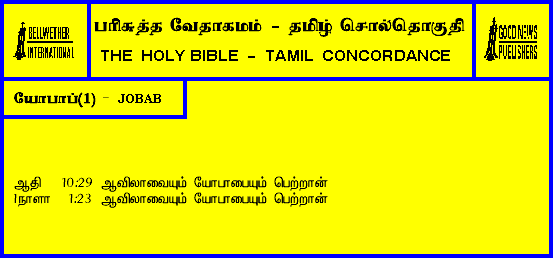 BELLWETHER
INTERNATIONAL
பரிசுத்த வேதாகமம் - தமிழ் சொல்தொகுதி
THE HOLY BIBLE - TAMIL CONCORDANCE
GOOD NEWS
PUBLISHERS
யோபாப்(1) - JOBAB
ஆதி 10:29 ஆவிலாவையும் யோபாபையும் பெற்றான்
1நாளா 1:23 ஆவிலாவையும் யோபாபையும் பெற்றான்